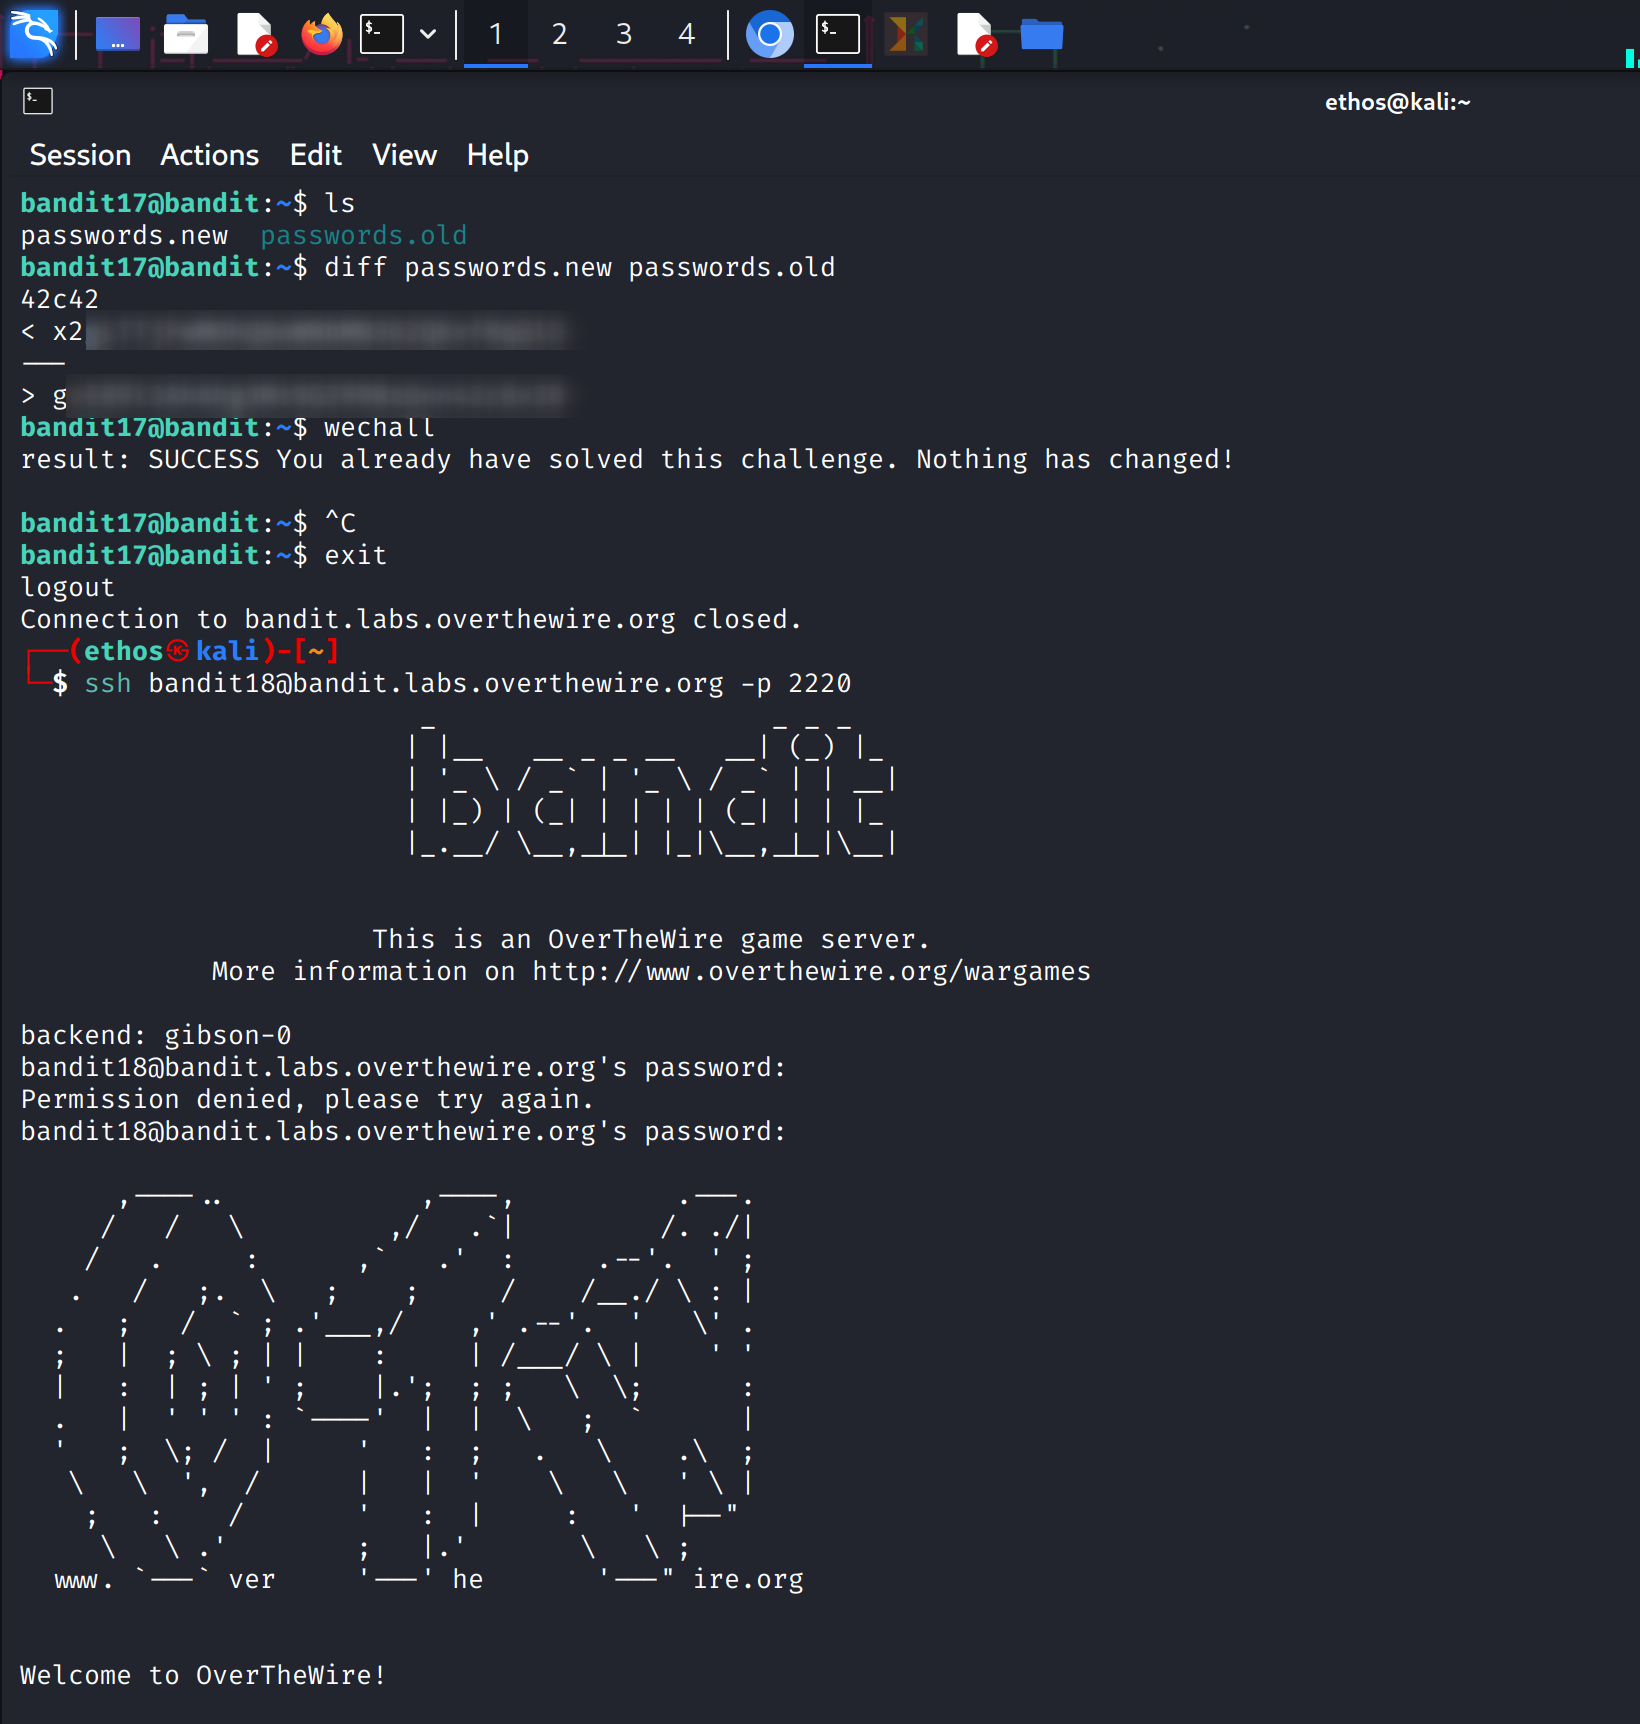 1 2 3 4
ethos@kali:~
Session Actions Edit View Help
bandit17@bandit:~$ ls
passwords.new  passwords.old
bandit17@bandit:~$ diff passwords.new passwords.old
42c42
< x2
---
> g
bandit17@bandit:~$ wechall
result: SUCCESS You already have solved this challenge. Nothing has changed!
bandit17@bandit:~$ ^C
bandit17@bandit:~$ exit
logout
Connection to bandit.labs.overthewire.org closed.
(ethos㉿kali)-[~]
$ ssh bandit18@bandit.labs.overthewire.org -p 2220
bandit
This is an OverTheWire game server.
More information on http://www.overthewire.org/wargames
backend: gibson-0
bandit18@bandit.labs.overthewire.org's password:
Permission denied, please try again.
bandit18@bandit.labs.overthewire.org's password:
www. ver he ire.org
Welcome to OverTheWire!